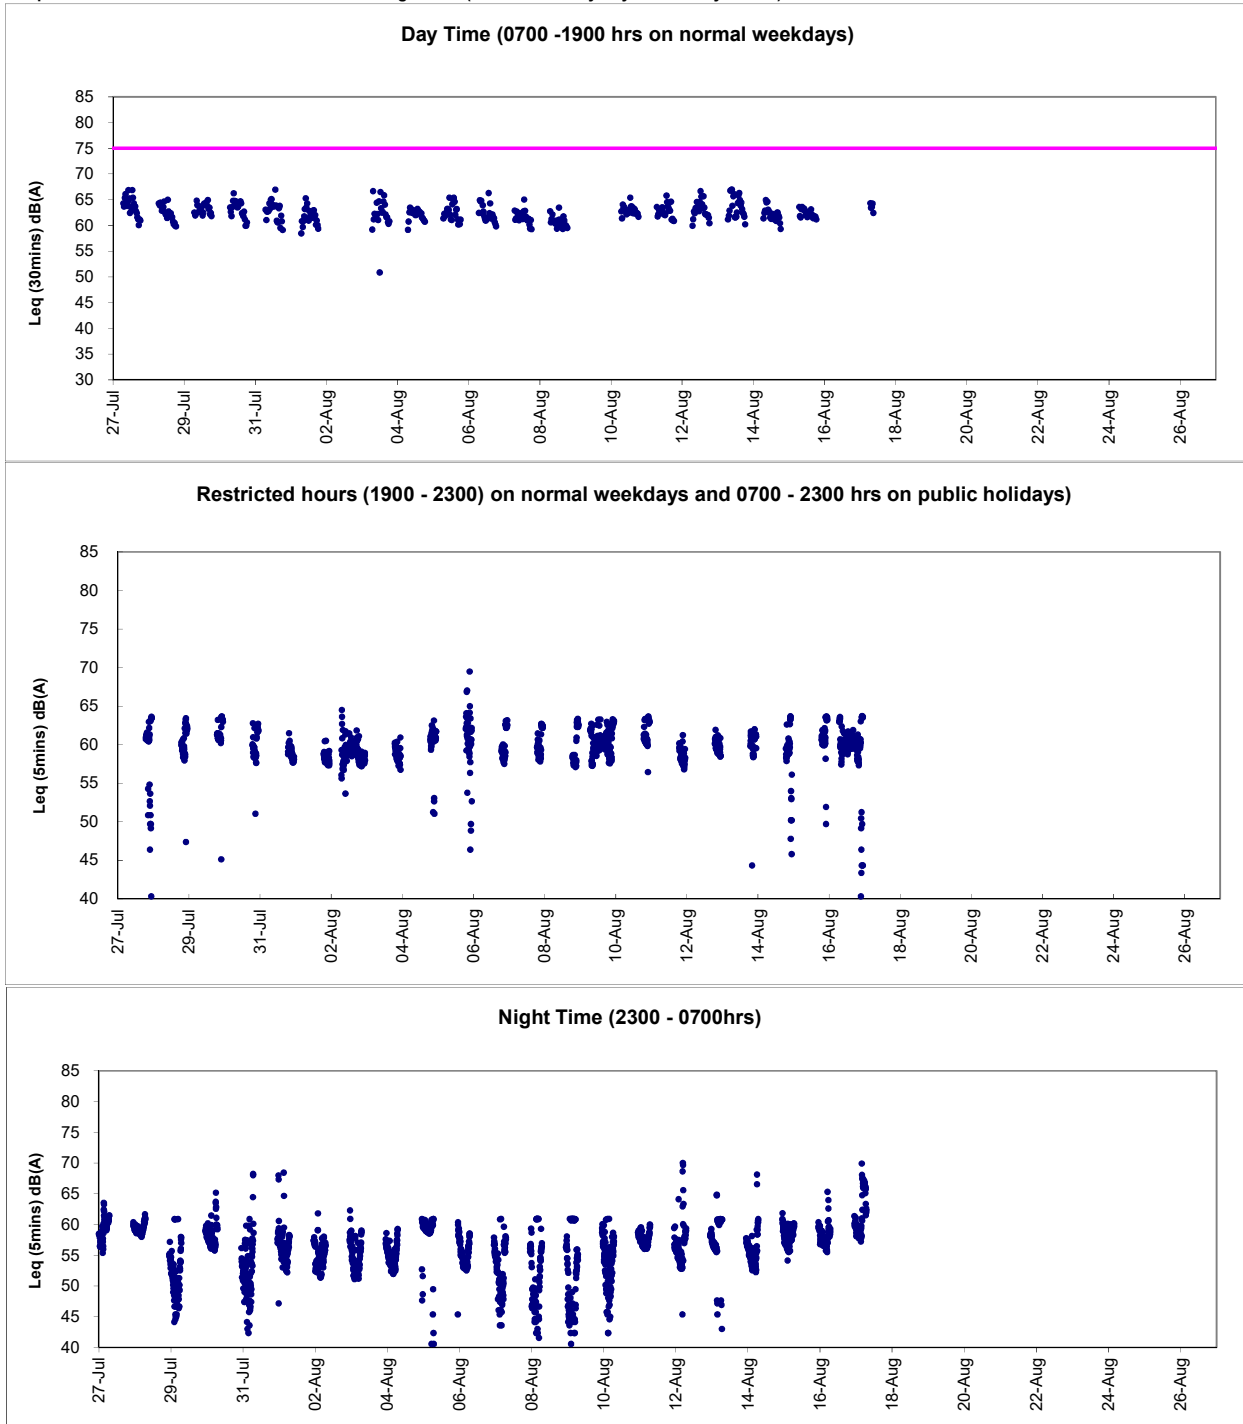 Day Time (0700 -1900 hrs on normal weekdays)
85
80
75
70
65
60
55
50
45
40
35
30
Leq (30mins) dB(A)
27-Jul
29-Jul
31-Jul
02-Aug
04-Aug
06-Aug
08-Aug
10-Aug
12-Aug
14-Aug
16-Aug
18-Aug
20-Aug
22-Aug
24-Aug
26-Aug
Restricted hours (1900 - 2300) on normal weekdays and 0700 - 2300 hrs on public holidays)
85
80
75
70
65
60
55
50
45
40
Leq (5mins) dB(A)
27-Jul
29-Jul
31-Jul
02-Aug
04-Aug
06-Aug
08-Aug
10-Aug
12-Aug
14-Aug
16-Aug
18-Aug
20-Aug
22-Aug
24-Aug
26-Aug
Night Time (2300 - 0700hrs)
85
80
75
70
65
60
55
50
45
40
Leq (5mins) dB(A)
27-Jul
29-Jul
31-Jul
02-Aug
04-Aug
06-Aug
08-Aug
10-Aug
12-Aug
14-Aug
16-Aug
18-Aug
20-Aug
22-Aug
24-Aug
26-Aug